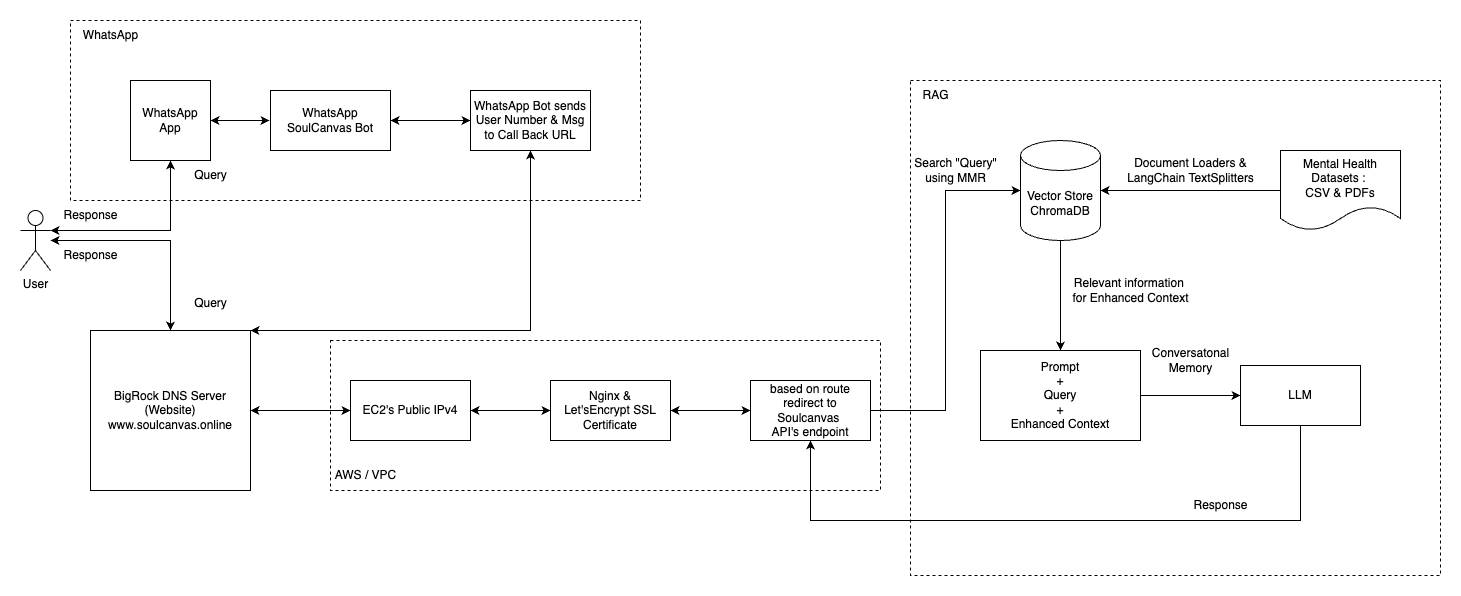 WhatsApp
WhatsApp
App
WhatsApp
SoulCanvas Bot
WhatsApp Bot sends
User Number & Msg
to Call Back URL
Query
Response
Response
User
Query
BigRock DNS Server
(Website)
www.soulcanvas.online
EC2's Public IPv4
Nginx &
Let'sEncrypt SSL
Certificate
based on route
redirect to
Soulcanvas
API's endpoint
AWS / VPC
RAG
Search "Query"
using MMR
Vector Store
ChromaDB
Document Loaders &
LangChain TextSplitters
Mental Health
Datasets :
CSV & PDFs
Relevant information
for Enhanced Context
Prompt
+
Query
+
Enhanced Context
Conversatonal
Memory
LLM
Response